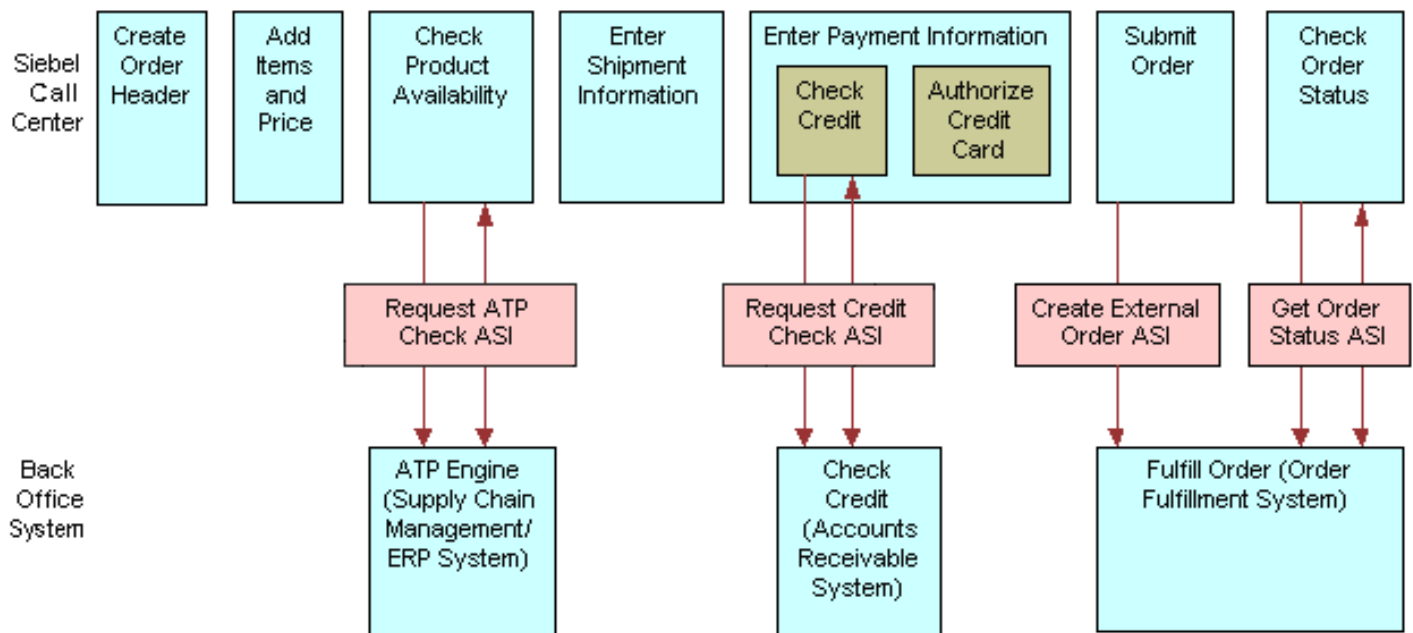 Siebel
Call
Center
Create
Order
Header
Add
Items
and
Price
Check
Product
Availability
Enter
Shipment
Information
Enter Payment Information
Check
Credit
Authorize
Credit
Card
Submit
Order
Check
Order
Status
Request ATP
Check ASI
Request Credit
Check ASI
Create External
Order ASI
Get Order
Status ASI
Back
Office
System
ATP Engine
(Supply Chain
Management/
ERP System)
Check
Credit
(Accounts
Receivable
System)
Fulfill Order (Order
Fulfillment System)